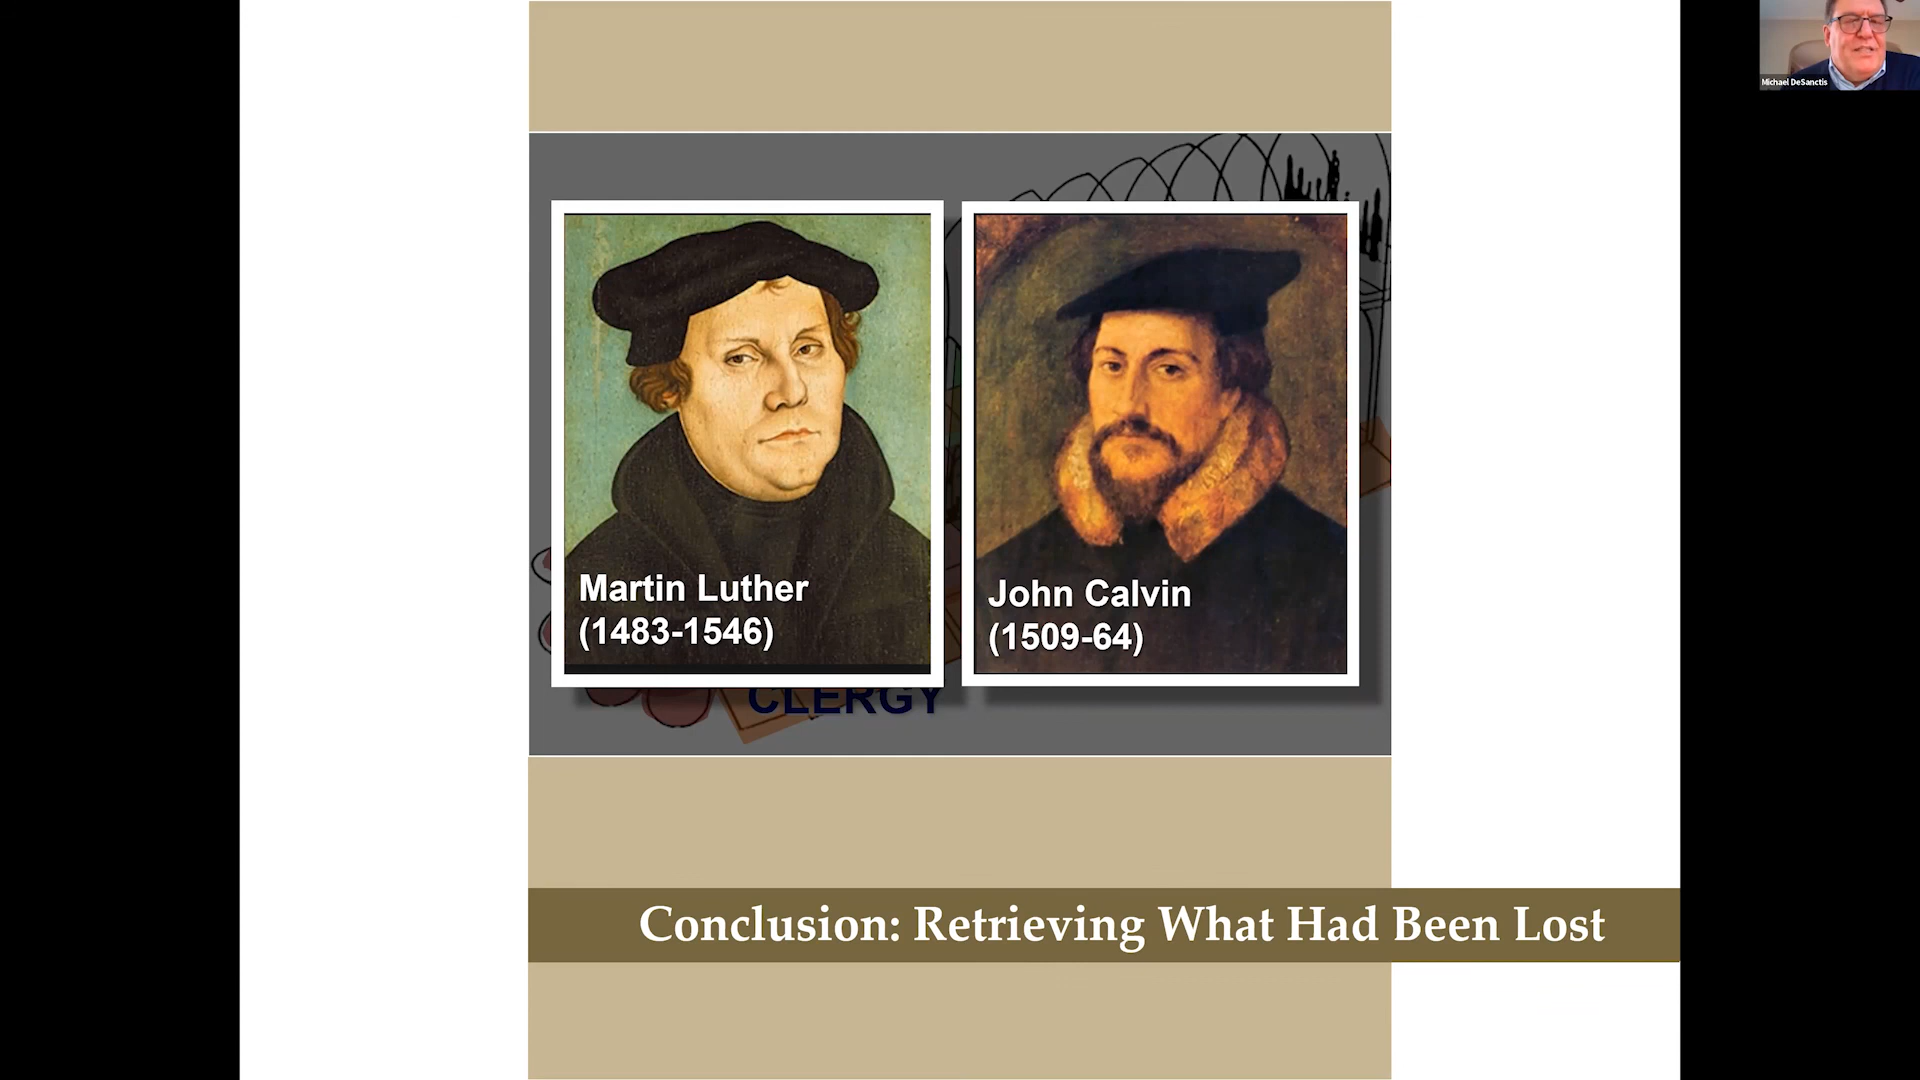 Michael DeSanctis
Martin Luther
(1483-1546)
John Calvin
(1509-64)
CLERGY
Conclusion: Retrieving What Had Been Lost